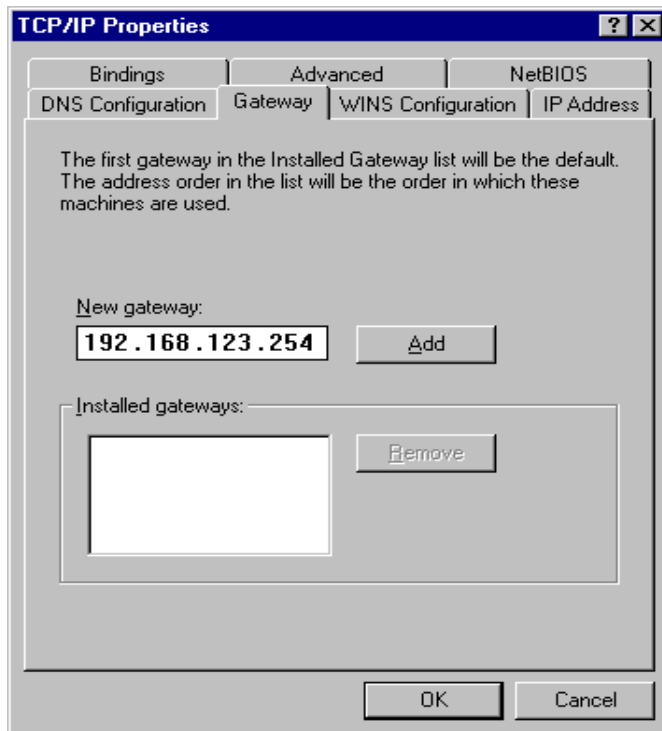 TCP/IP Properties
Bindings Advanced NetBIOS
DNS Configuration Gateway WINS Configuration IP Address
The first gateway in the Installed Gateway list will be the default.
The address order in the list will be the order in which these
machines are used.
New gateway:
192.168.123.254 Add
Installed gateways:
Remove
OK Cancel